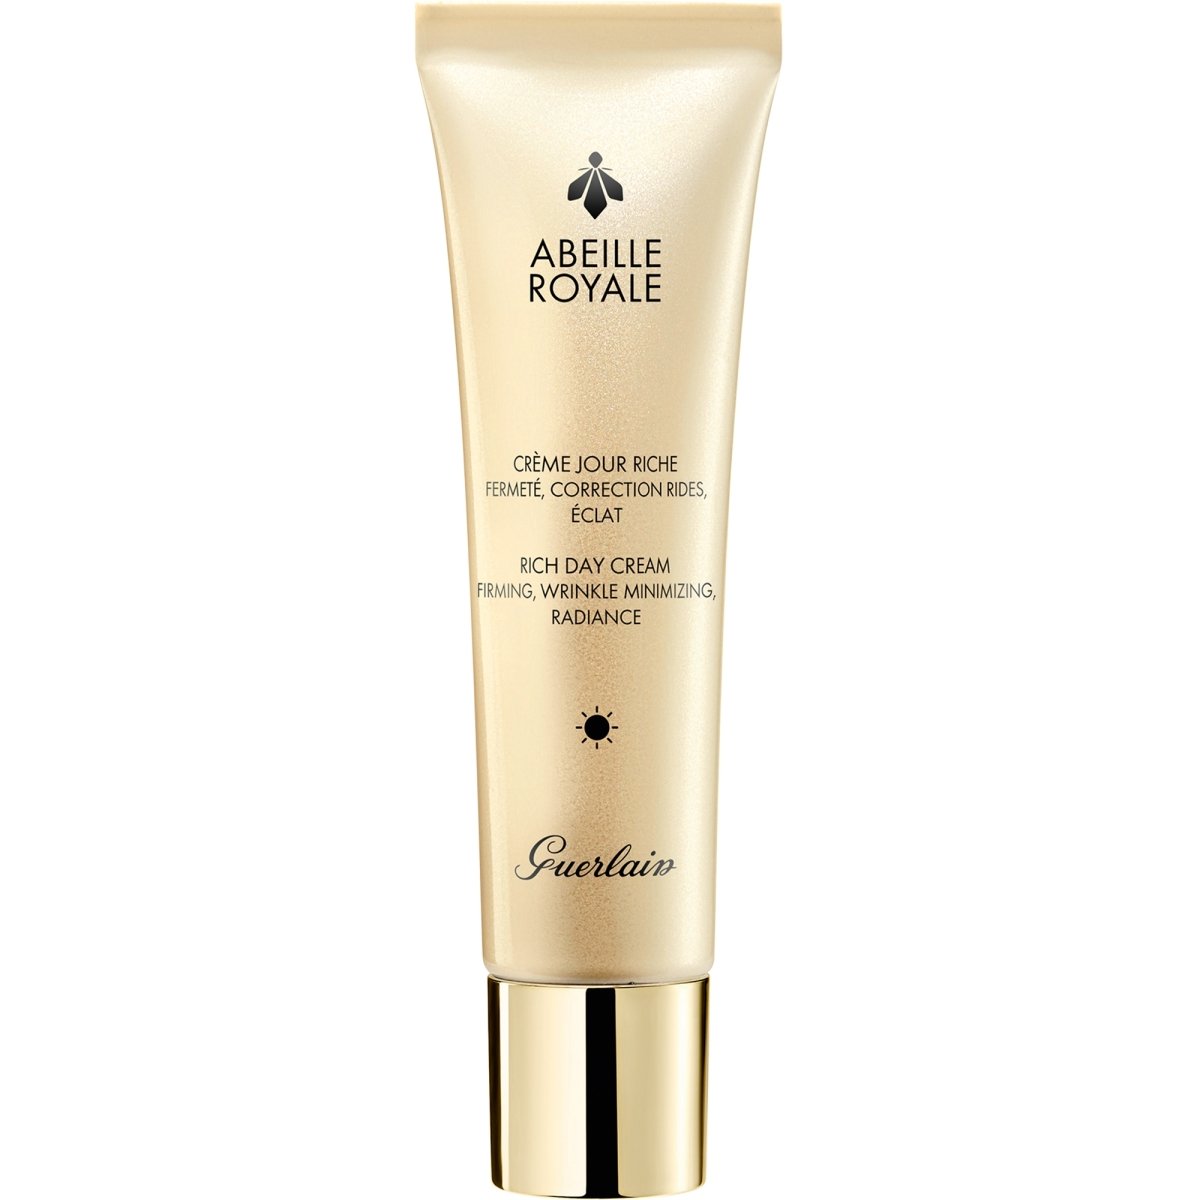 ABEILLE
ROYALE
CRÈME JOUR RICHE
FERMETÉ, CORRECTION RIDES,
ÉCLAT
RICH DAY CREAM
FIRMING, WRINKLE MINIMIZING,
RADIANCE
Guerlain